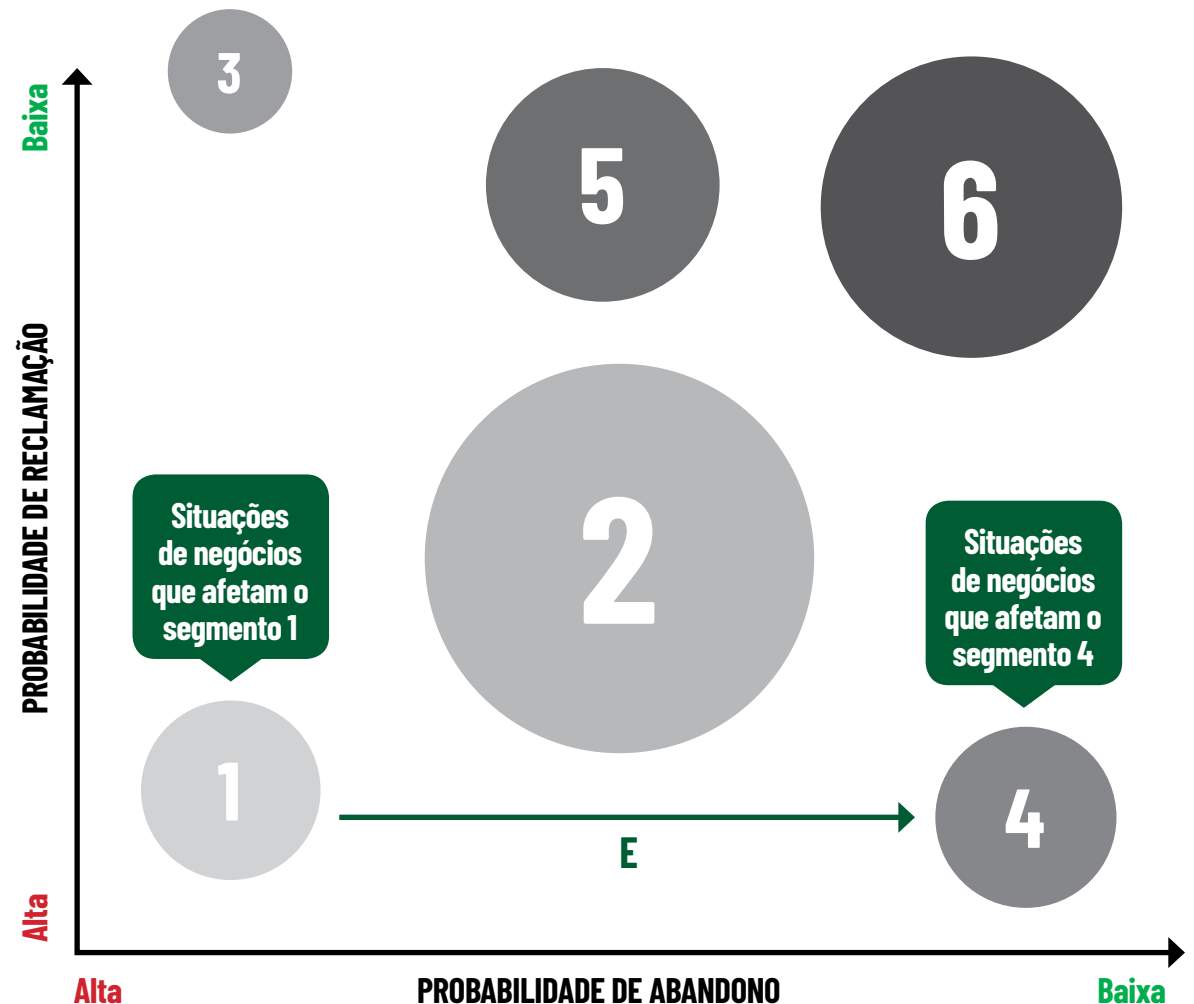 3
Baixa
5
6
PROBABILIDADE DE RECLAMAÇÃO
2
Situações
de negócios
que afetam o
segmento 1
Situações
de negócios
que afetam o
segmento 4
1
4
E
Alta
Alta
PROBABILIDADE DE ABANDONO
Baixa